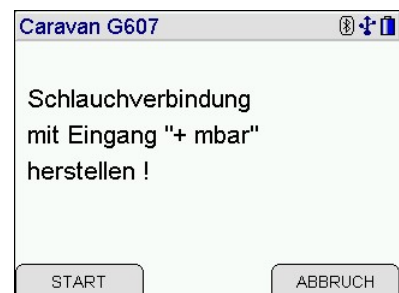 Caravan G607
Schlauchverbindung
mit Eingang "+ mbar"
herstellen !
START
ABBRUCH